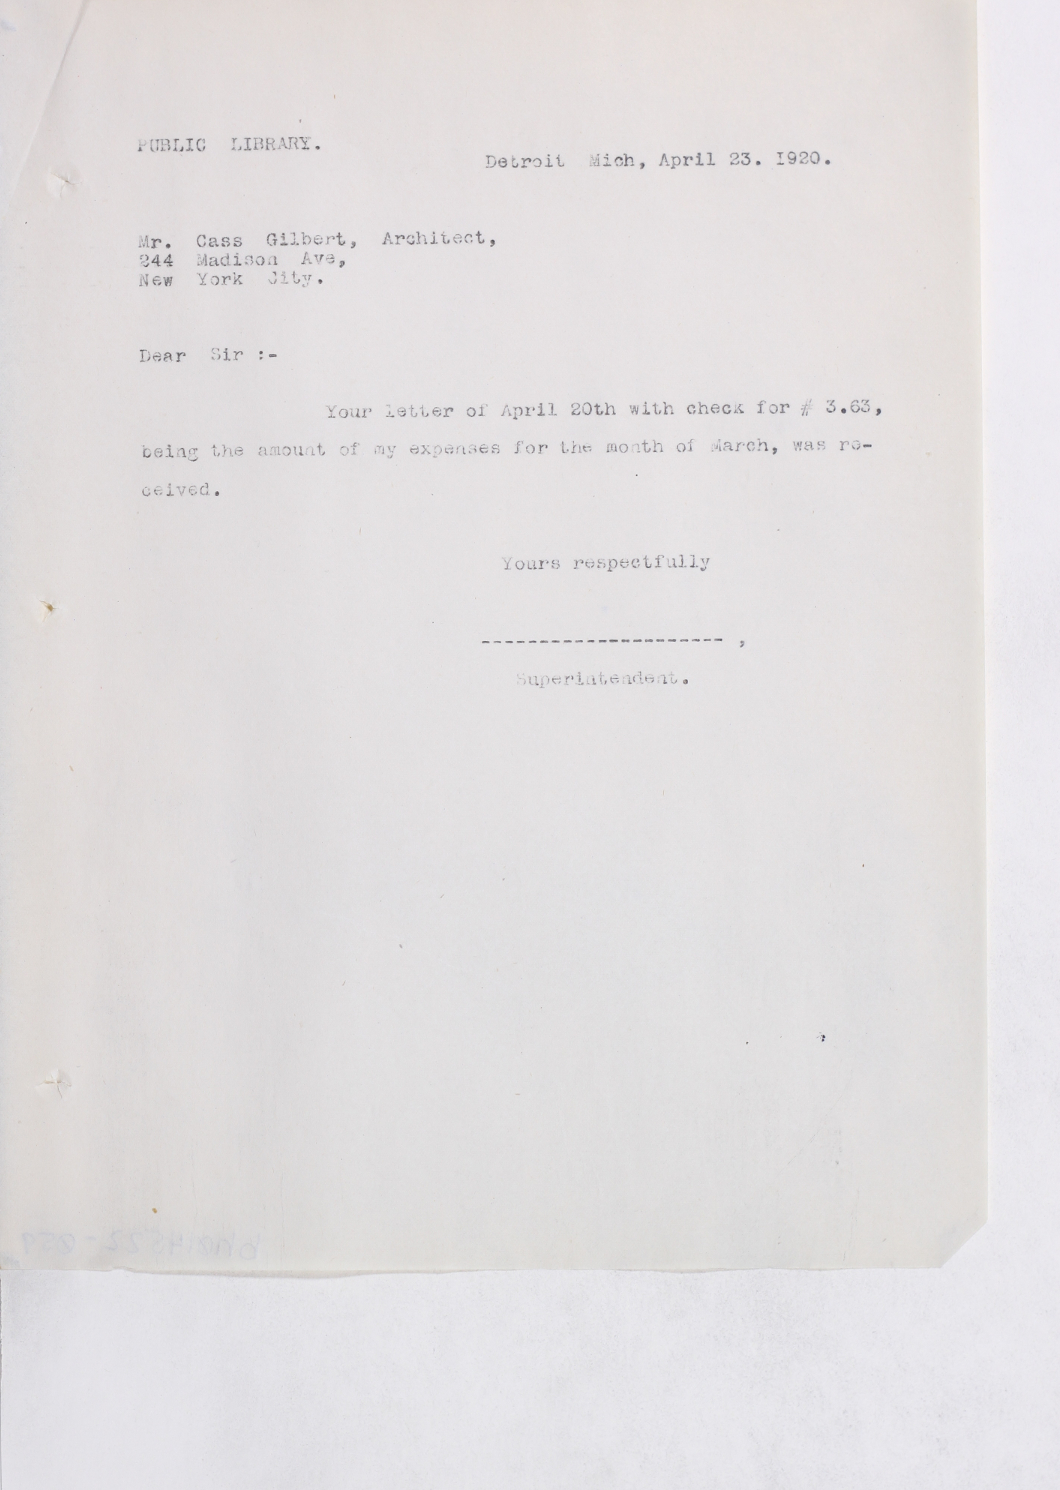 PUBLIC LIBRARY.
Detroit Mich, April 23. I920.
Mr. Cass Gilbert, Architect,
244 Madison Ave,
New York City.
Dear Sir :-
Your letter of April 20th with check for # 3.63,
being the amount of my expenses for the month of March, was re-
ceived.
Yours respectfully
--------------------- ,
Superintendent.